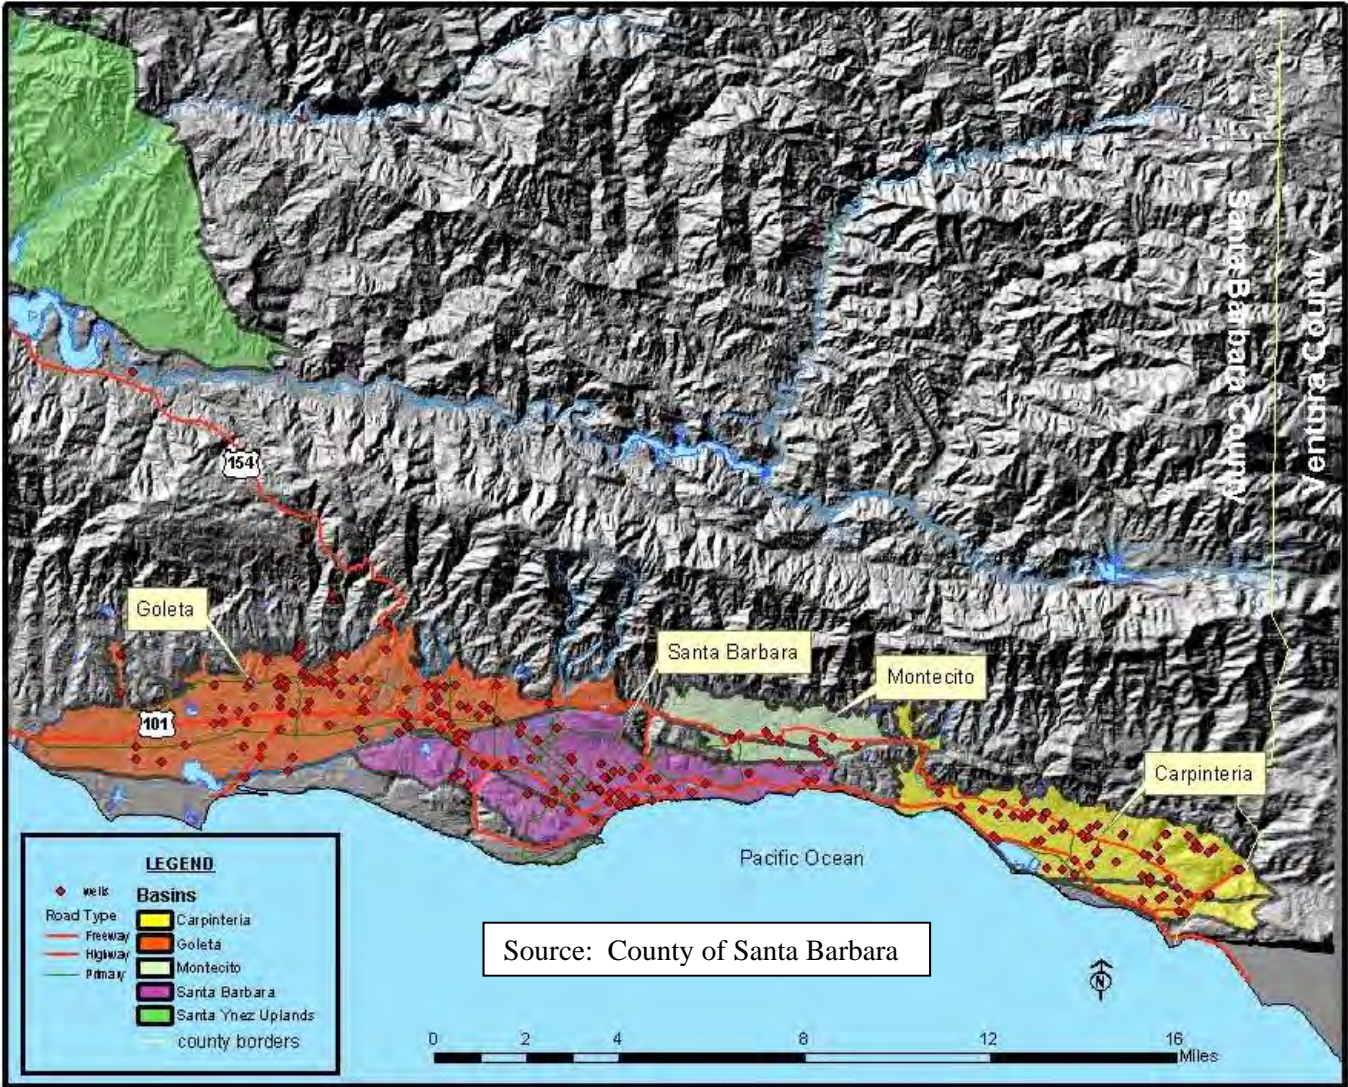 Santa Barbara County
Ventura County
154
Goleta
Santa Barbara
Montecito
101
Carpinteria
Pacific Ocean
LEGEND
wells
Basins
Road Type
Carpinteria
Freeway
Goleta
Highway
Montecito
Primary
Santa Barbara
Santa Ynez Uplands
county borders
Source: County of Santa Barbara
N
0 2 4 8 12 16
Miles